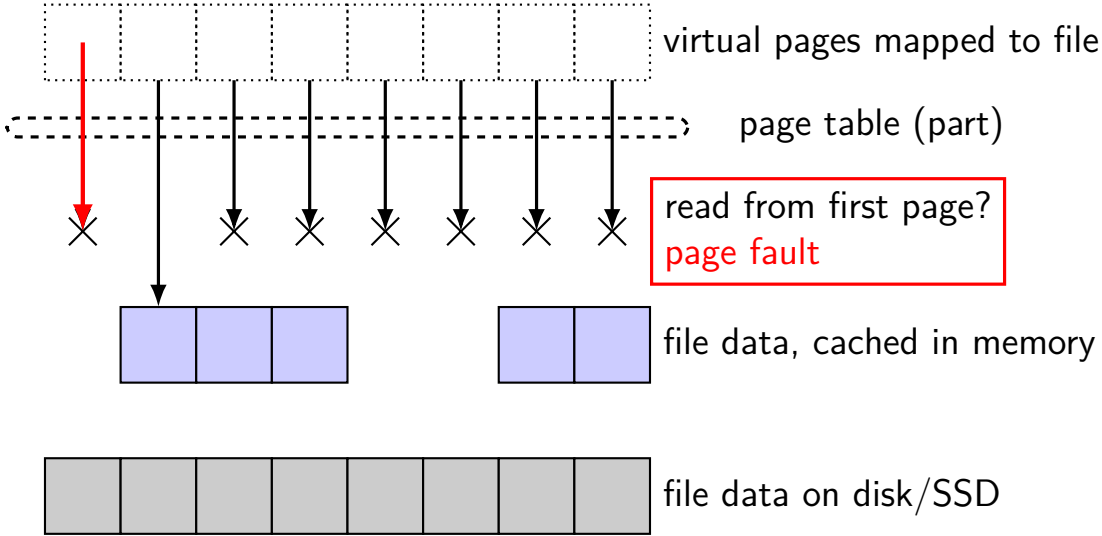 virtual pages mapped to file
page table (part)
read from first page?
page fault
file data, cached in memory
file data on disk/SSD